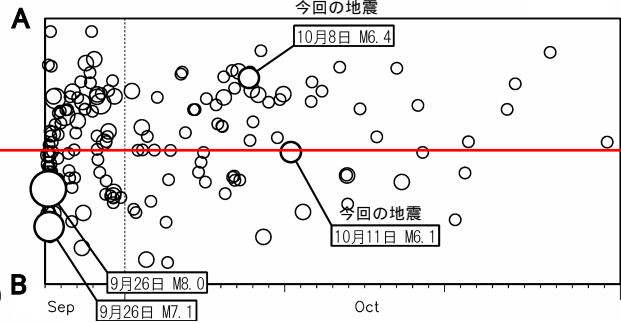 今回の地震
A
10月8日 M6.4
今回の地震
10月11日 M6.1
9月26日 M8.0
B
9月26日 M7.1
Sep
Oct